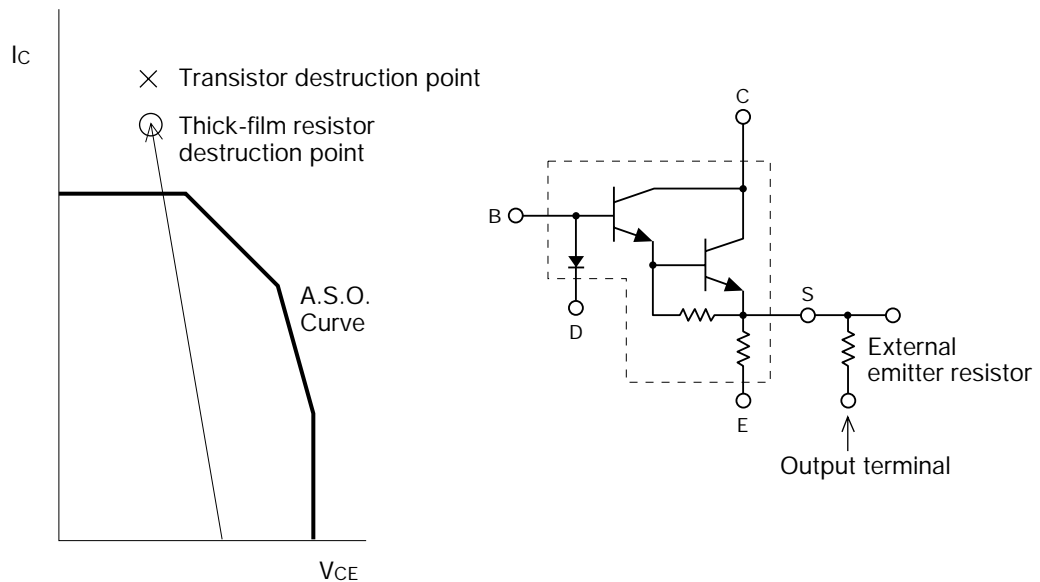 IC
Transistor destruction point
Thick-film resistor
destruction point
A.S.O.
Curve
VCE
C
B
D
S
E
External
emitter resistor
Output terminal